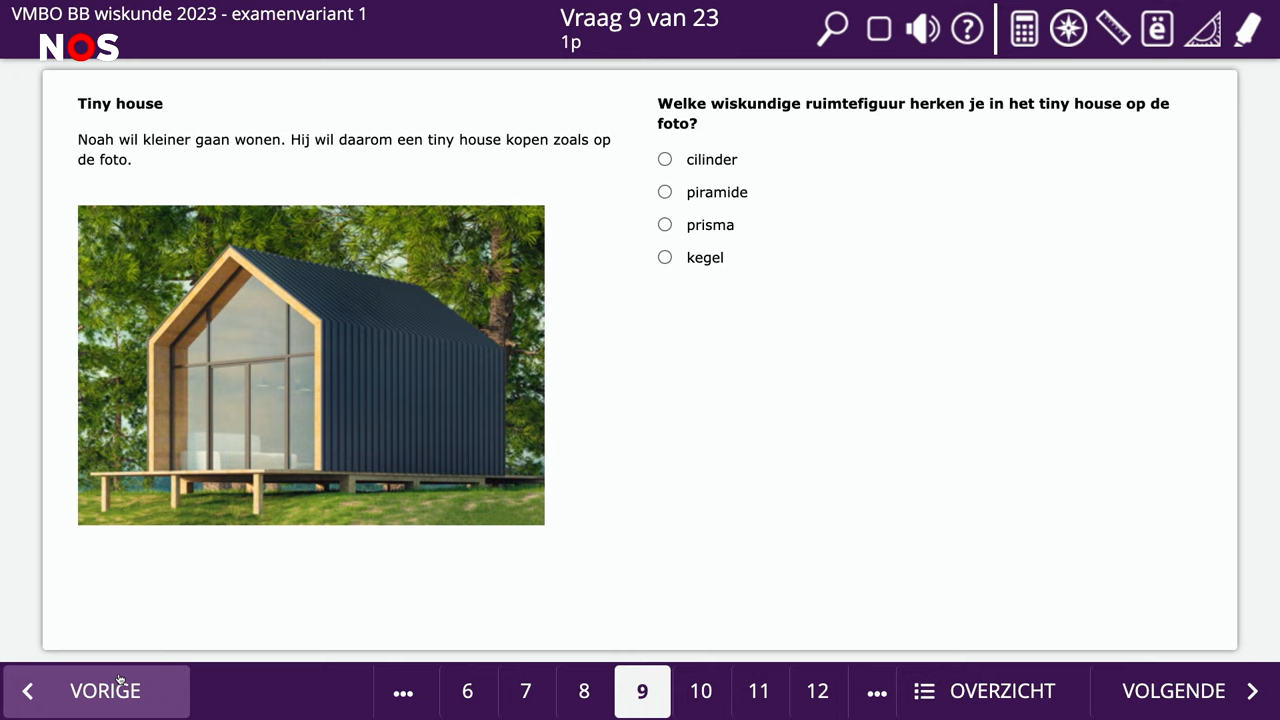 VMBO BB wiskunde 2023 - examenvariant 1
NOS
Vraag 9 van 23
1p
Tiny house
Noah wil kleiner gaan wonen. Hij wil daarom een tiny house kopen zoals op
de foto.
Welke wiskundige ruimtefiguur herken je in het tiny house op de
foto?
cilinder
piramide
prisma
kegel
VORIGE
... 6 7 8 9 10 11 12 ...
OVERZICHT
VOLGENDE